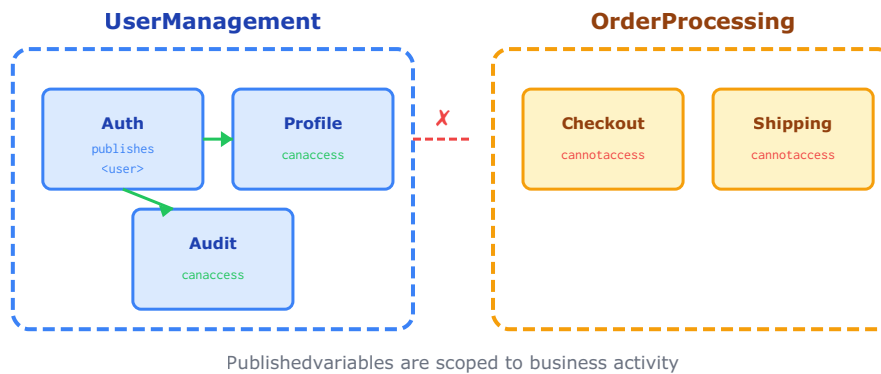 UserManagement
Auth
publishes
<user>
Profile
canaccess
Audit
canaccess
✗
OrderProcessing
Checkout
cannotaccess
Shipping
cannotaccess
Publishedvariables are scoped to business activity